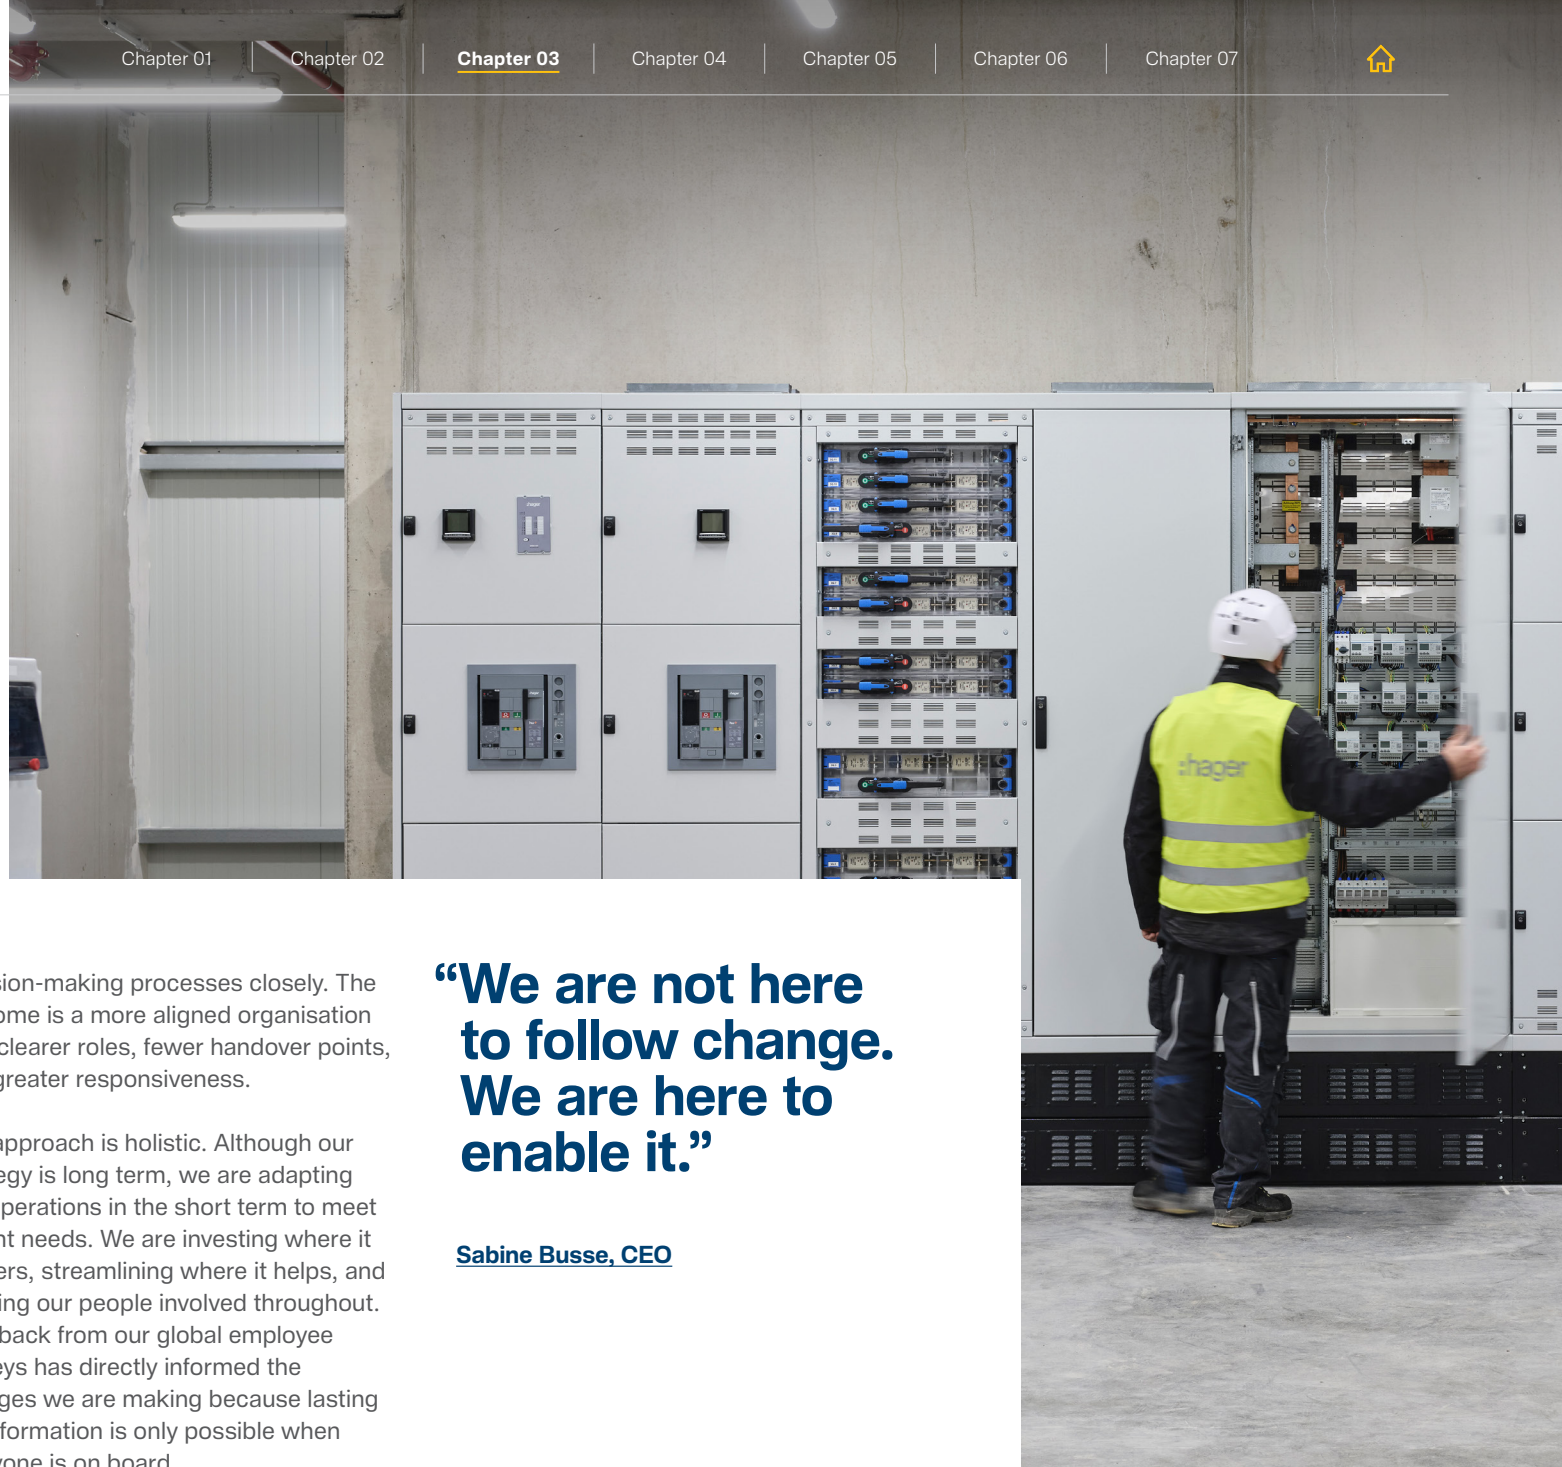 Chapter 01
Chapter 02
Chapter 03
Chapter 04
Chapter 05
Chapter 06
Chapter 07
:hager
sion-making processes closely. The
ome is a more aligned organisation
clearer roles, fewer handover points,
greater responsiveness.
approach is holistic. Although our
egy is long term, we are adapting
perations in the short term to meet
nt needs. We are investing where it
ers, streamlining where it helps, and
ing our people involved throughout.
back from our global employee
eys has directly informed the
ges we are making because lasting
formation is only possible when
yone is on board.
“We are not here
to follow change.
We are here to
enable it.”
Sabine Busse, CEO